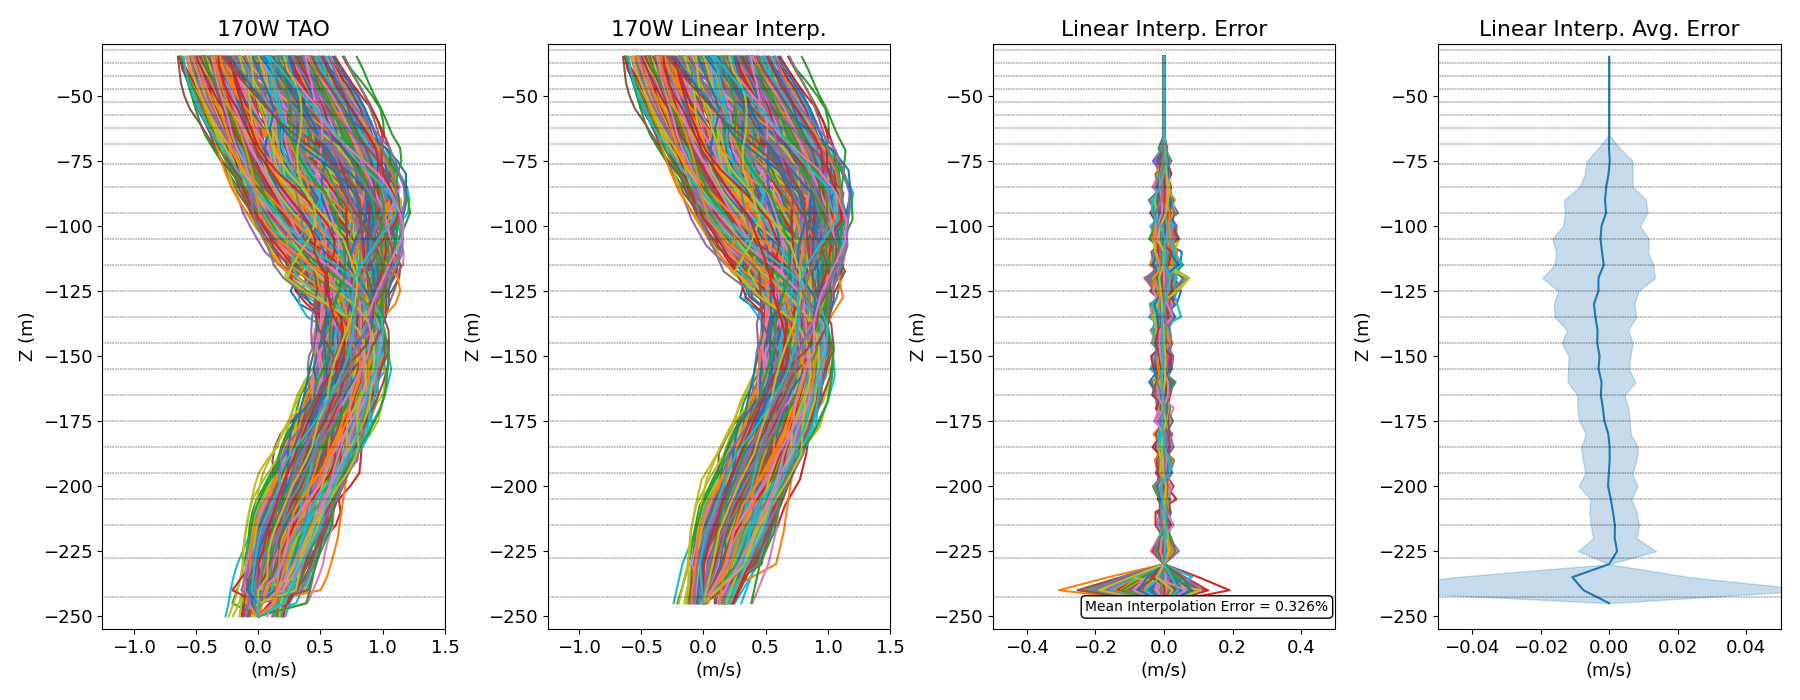 170W TAO
170W Linear Interp.
Linear Interp. Error
Linear Interp. Avg. Error
Z (m)
−50
−75
−100
−125
−150
−175
−200
−225
−250
−1.0 −0.5 0.0 0.5 1.0 1.5
(m/s)
Z (m)
−50
−75
−100
−125
−150
−175
−200
−225
−250
−1.0 −0.5 0.0 0.5 1.0 1.5
(m/s)
Z (m)
−50
−75
−100
−125
−150
−175
−200
−225
−250
Mean Interpolation Error = 0.326%
−0.4 −0.2 0.0 0.2 0.4
(m/s)
Z (m)
−50
−75
−100
−125
−150
−175
−200
−225
−250
−0.04 −0.02 0.00 0.02 0.04
(m/s)